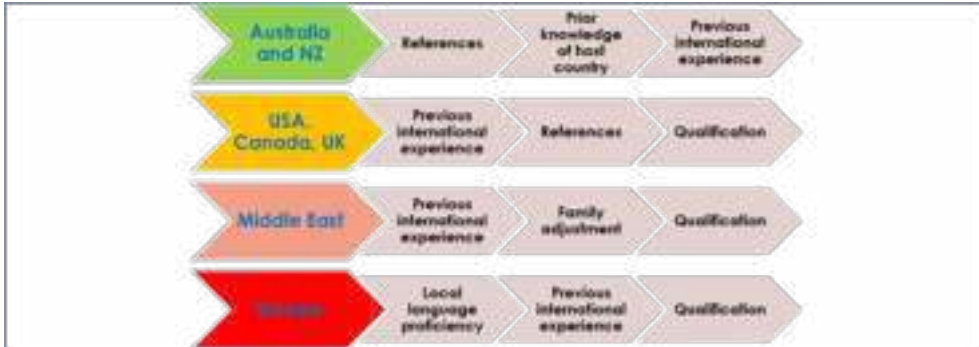 Australia
and NZ
References
Prior
knowledge
of host
country
Previous
international
experience
USA,
Canada, UK
Previous
international
experience
References
Qualification
Middle East
Previous
international
experience
Family
adjustment
Qualification
Local
language
proficiency
Previous
international
experience
Qualification